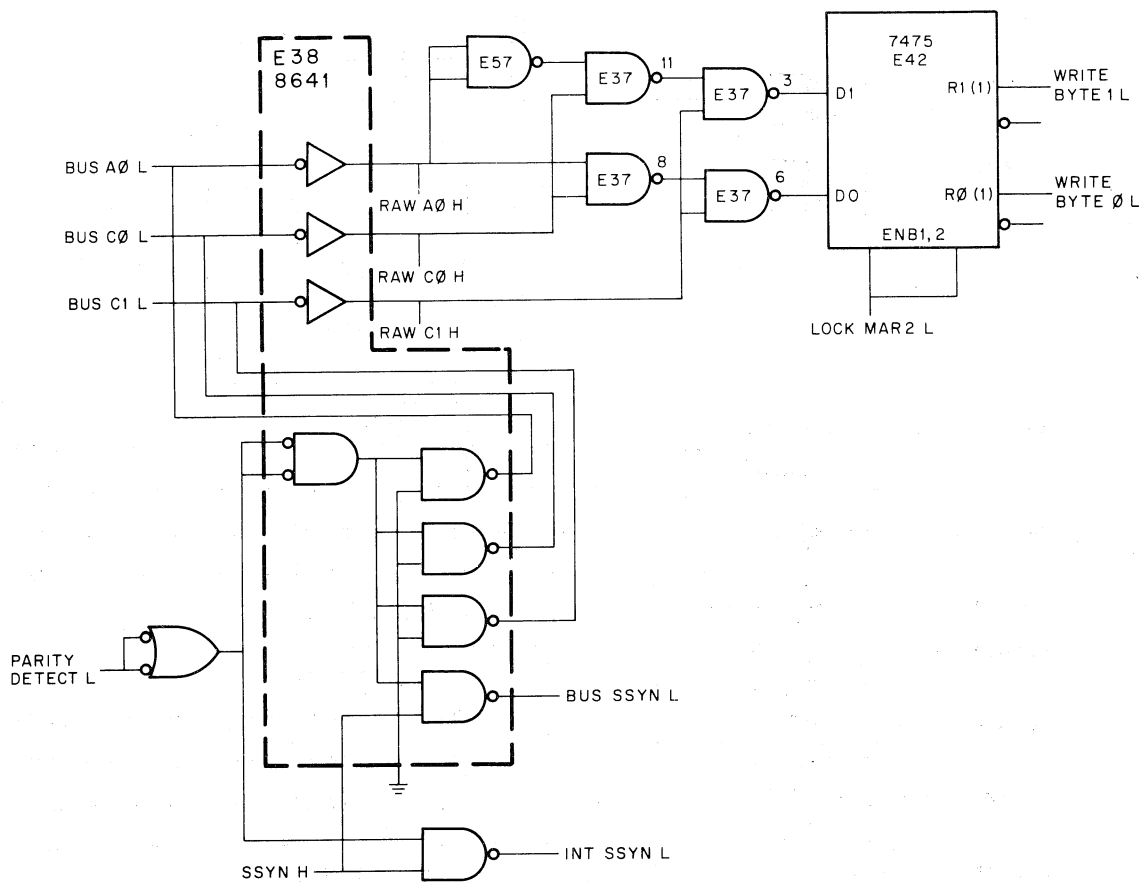 E38
8641
E57
E37
11
E37
3
7475
E42
D1
R1(1)
WRITE
BYTE 1 L
BUS AØ L
RAW AØ H
E37
8
E37
6
DO
RØ (1)
WRITE
BYTE Ø L
BUS CØ L
RAW CØ H
ENB1,2
BUS C1 L
RAW C1 H
LOCK MAR2 L
PARITY
DETECT L
BUS SSYN L
SSYN H
INT SSYN L